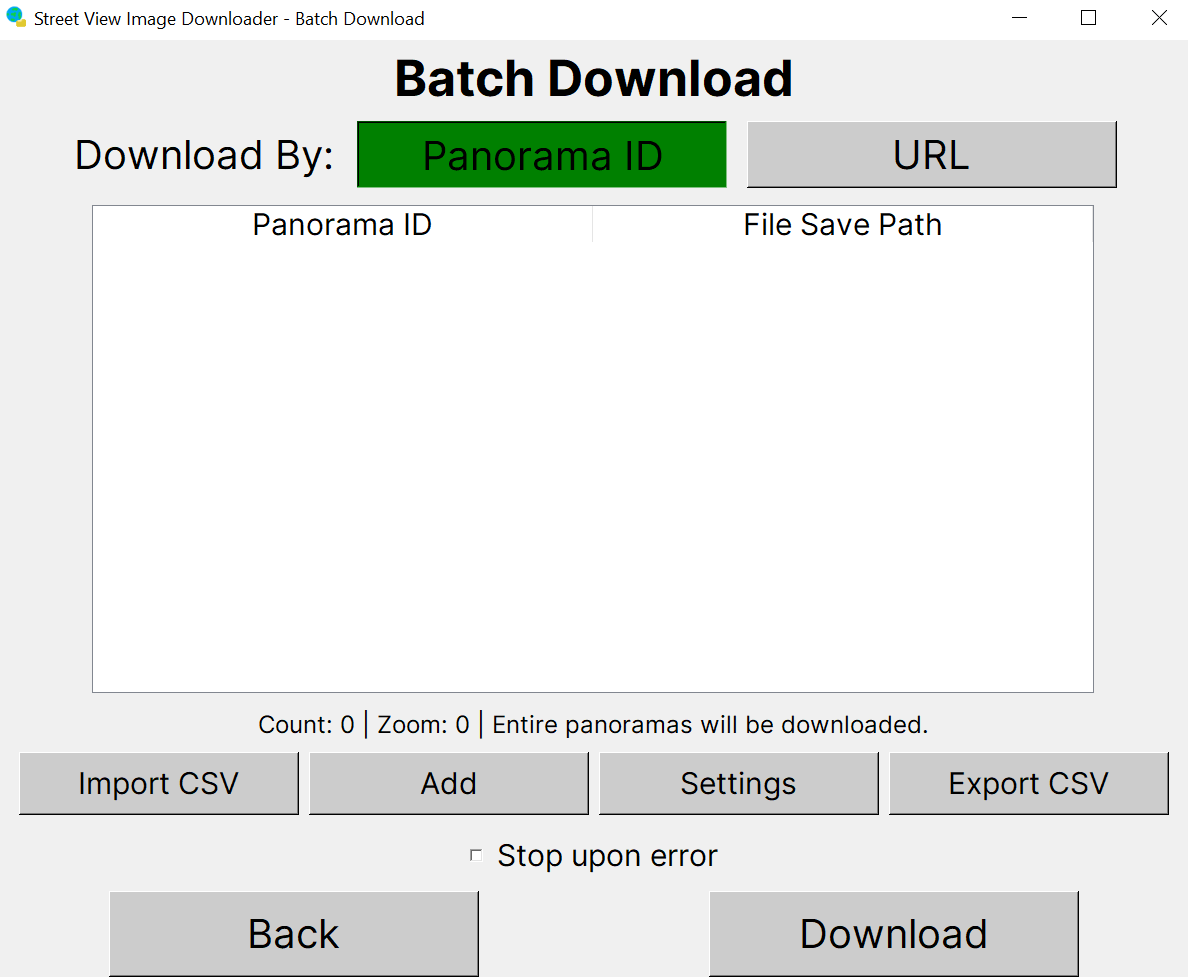 Street View Image Downloader - Batch Download
Batch Download
Download By: Panorama ID URL
Panorama ID File Save Path
Count: 0 | Zoom: 0 | Entire panoramas will be downloaded.
Import CSV Add Settings Export CSV
Stop upon error
Back Download